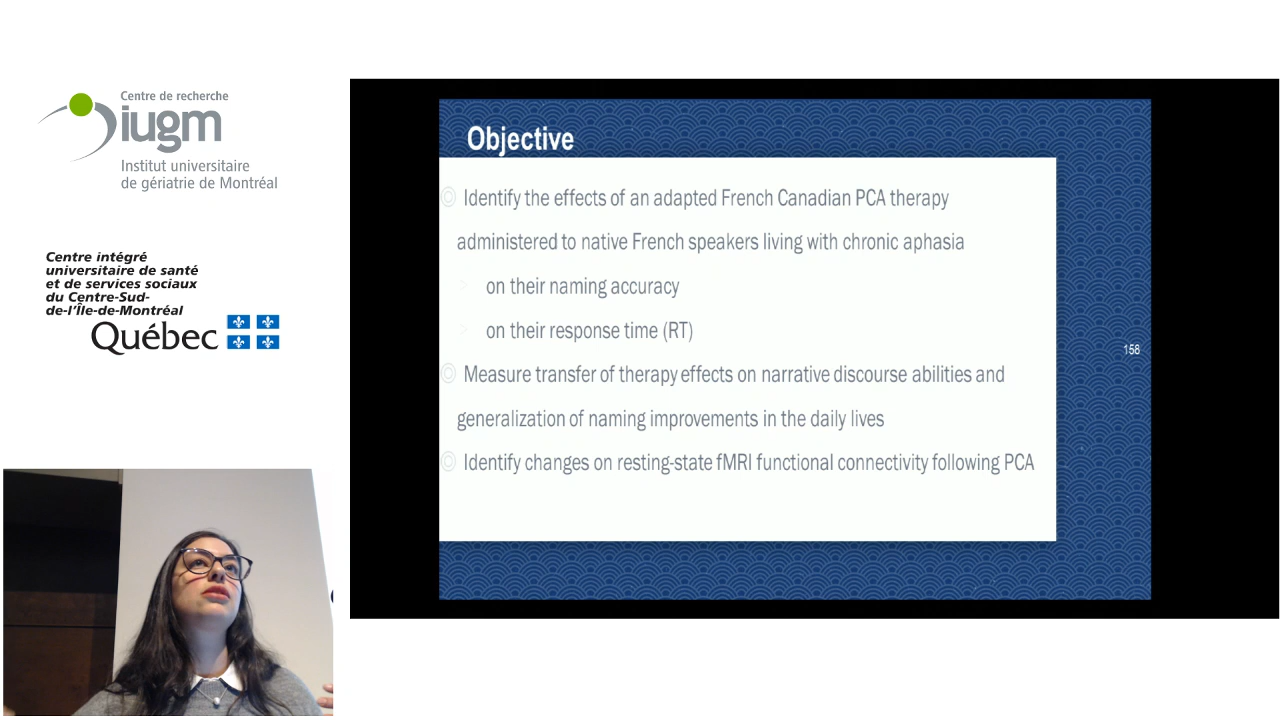 Centre de recherche
iugm
Institut universitaire
de gériatrie de Montréal
Centre intégré
universitaire de santé
et de services sociaux
du Centre-Sud-
de-l'Île-de-Montréal
Québec
Objective
Identify the effects of an adapted French Canadian PCA therapy
administered to native French speakers living with chronic aphasia
on their naming accuracy
on their response time (RT)
Measure transfer of therapy effects on narrative discourse abilities and
generalization of naming improvements in the daily lives
Identify changes on resting-state fMRI functional connectivity following PCA
158